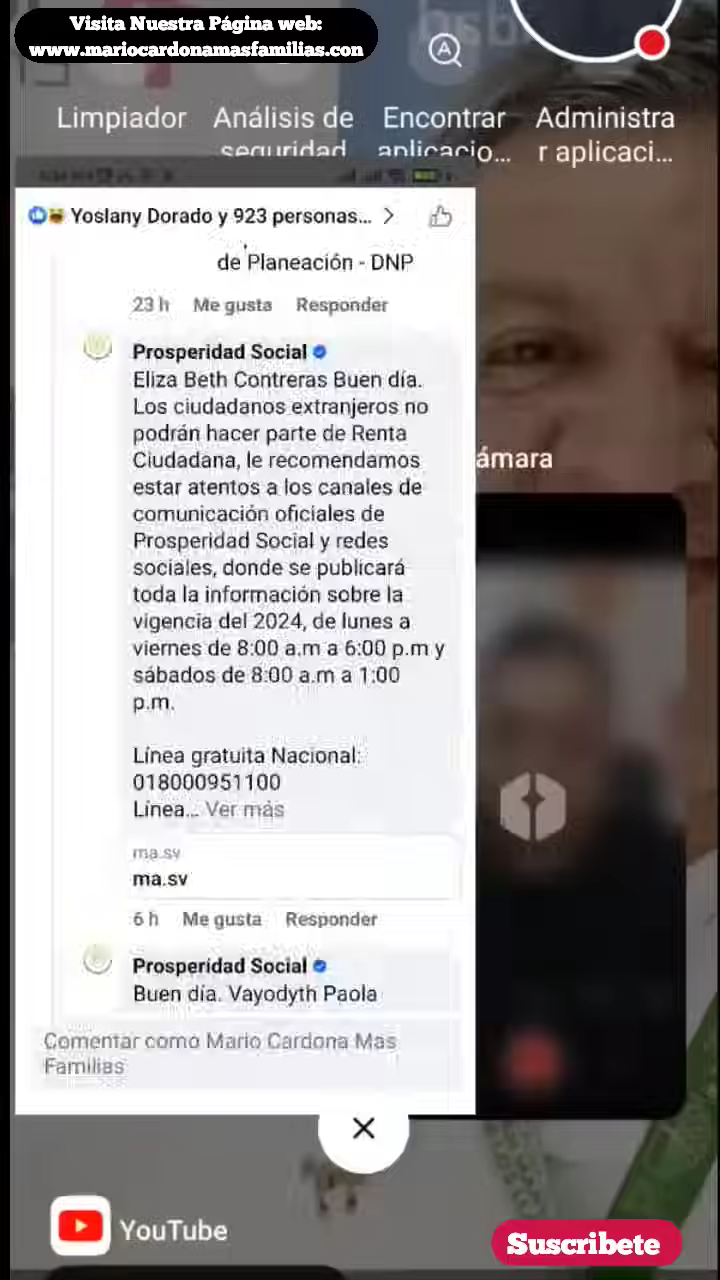 Visita Nuestra Página web:
www.mariocardonamasfamilias.com
Limpiador
Análisis de
seguridad
Encontrar
aplicacio...
Administra
r aplicaci...
Yoslany Dorado y 923 personas...
de Planeación - DNP
23 h Me gusta Responder
Prosperidad Social
Eliza Beth Contreras Buen día.
Los ciudadanos extranjeros no
podrán hacer parte de Renta
Ciudadana, le recomendamos
estar atentos a los canales de
comunicación oficiales de
Prosperidad Social y redes
sociales, donde se publicará
toda la información sobre la
vigencia del 2024, de lunes a
viernes de 8:00 a.m a 6:00 p.m y
sábados de 8:00 a.m a 1:00
p.m.
Línea gratuita Nacional:
018000951100
Línea... Ver más
ma.sv
ma.sv
6 h Me gusta Responder
Prosperidad Social
Buen día. Vayodyth Paola
Comentar como Mario Cardona Mas
Familias
ámara
YouTube
Suscribete